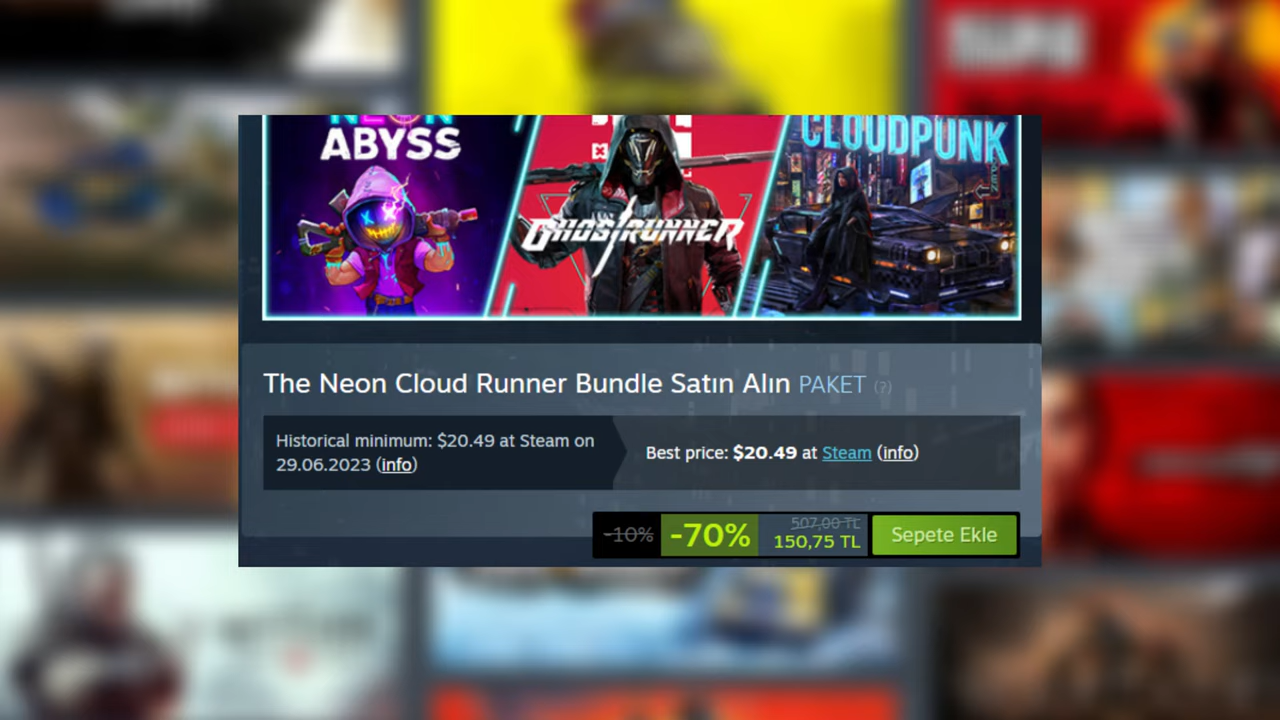 NEON
ABYSS
GHOSTRUNNER
CLOUDPUNK
The Neon Cloud Runner Bundle Satın Alın PAKET (?)
Historical minimum: $20.49 at Steam on
29.06.2023 (info)
Best price: $20.49 at Steam (info)
-10%
-70%
507,00 TL
150,75 TL
Sepete Ekle